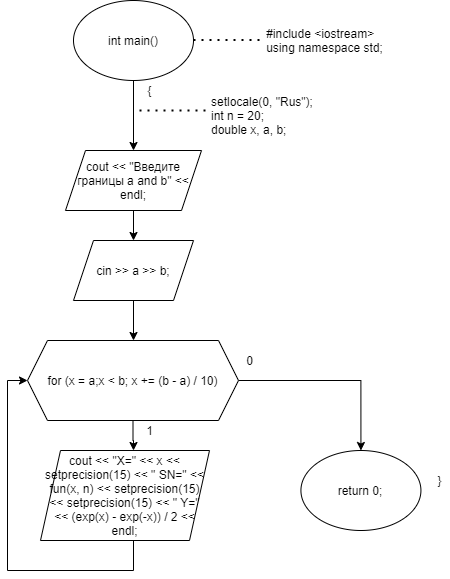 int main()
#include <iostream>
using namespace std;
{
setlocale(0, "Rus");
int n = 20;
double x, a, b;
cout << "Введите
границы a and b" <<
endl;
cin >> a >> b;
for (x = a;x < b; x += (b - a) / 10)
0
1
cout << "X=" << x <<
setprecision(15) << " SN=" <<
fun(x, n) << setprecision(15)
<< setprecision(15) << " Y="
<< (exp(x) - exp(-x)) / 2 <<
endl;
return 0;
}